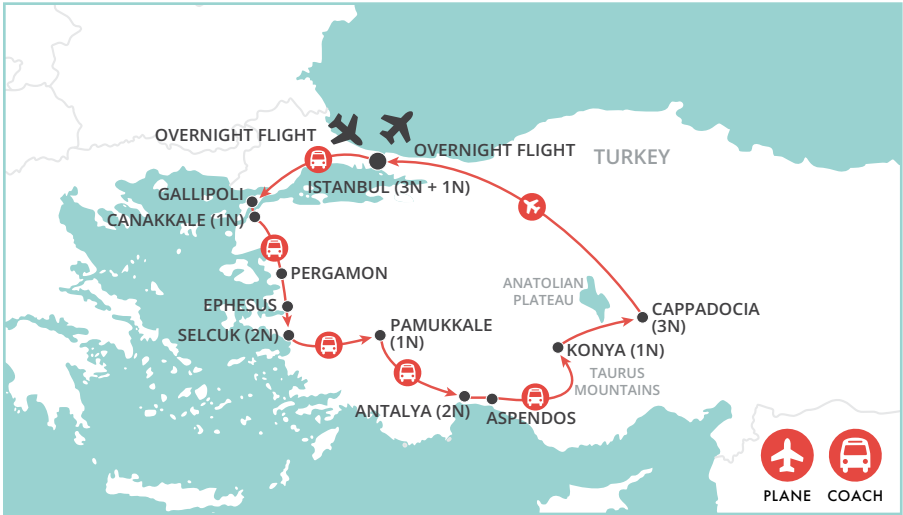 OVERNIGHT FLIGHT
OVERNIGHT FLIGHT
TURKEY
ISTANBUL (3N + 1N)
GALLIPOLI
CANAKKALE (1N)
PERGAMON
EPHESUS
SELCUK (2N)
PAMUKKALE
(1N)
ANTALYA (2N)
ASPENDOS
KONYA (1N)
TAURUS
MOUNTAINS
ANATOLIAN
PLATEAU
CAPPADOCIA
(3N)
PLANE
COACH